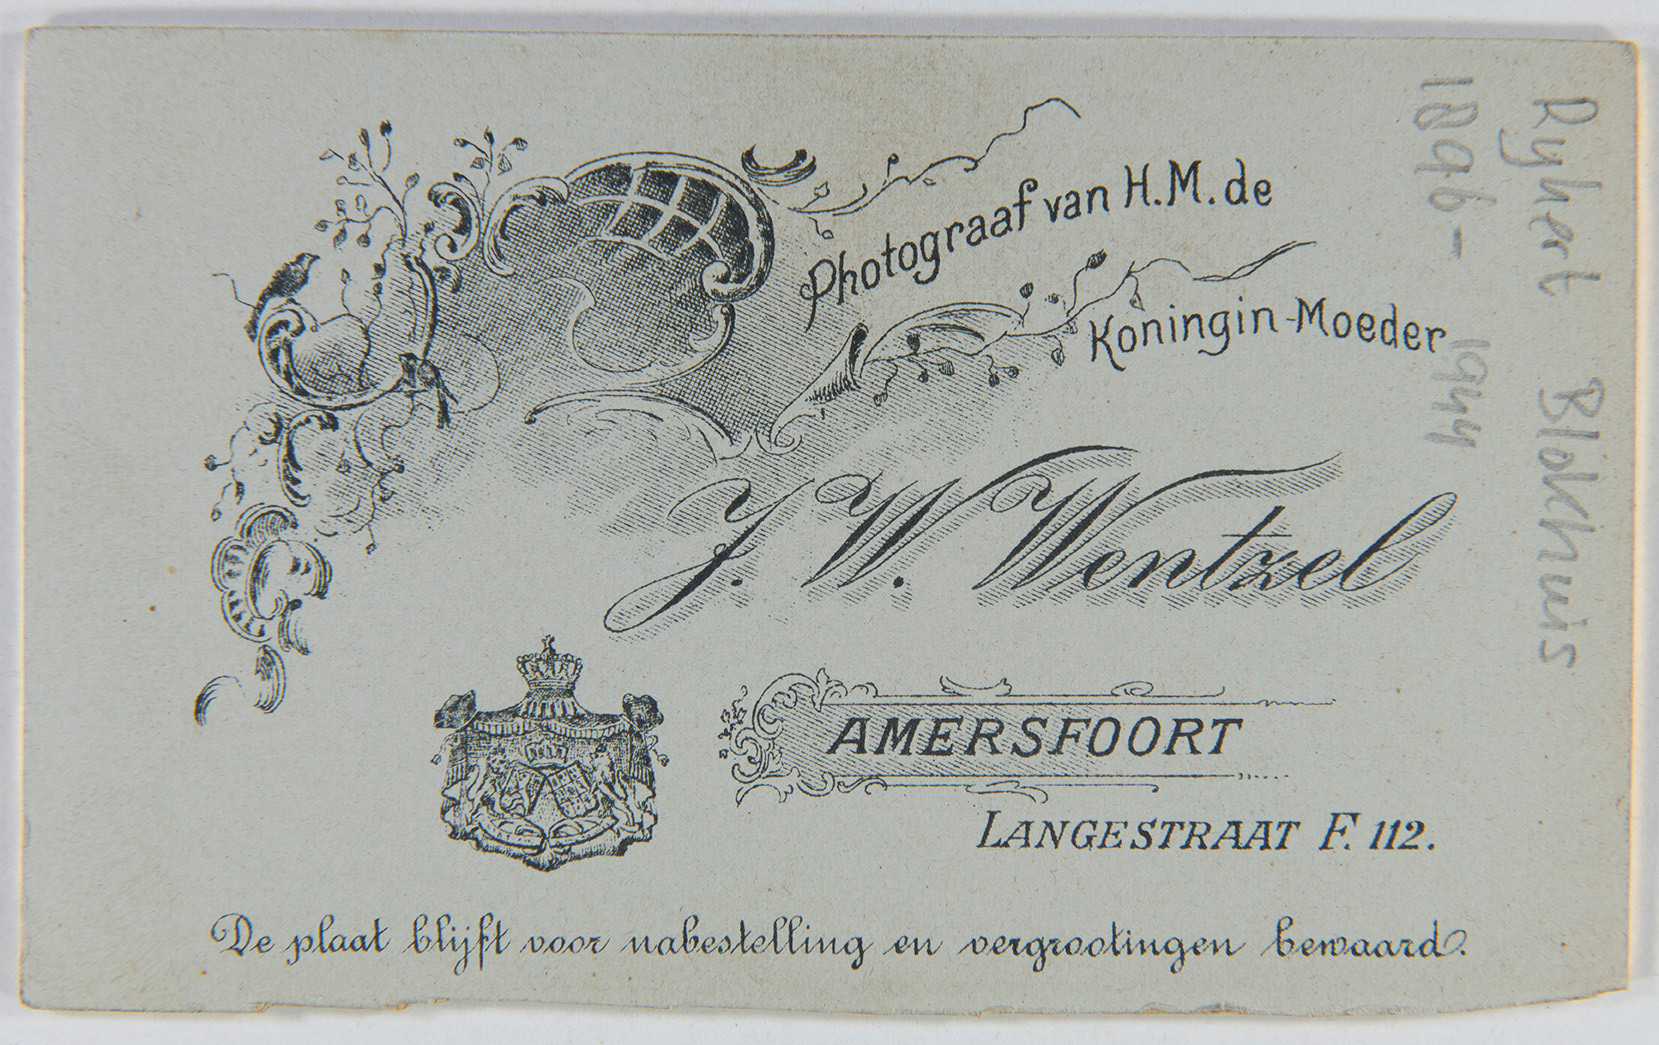 Photograaf van H.M. de
Koningin-Moeder
J. W. Wentzel
AMERSFOORT
LANGESTRAAT F. 112.
De plaat blijft voor nabestelling en vergrootingen bewaard.
Rykert Blokhuis
1896-
1944